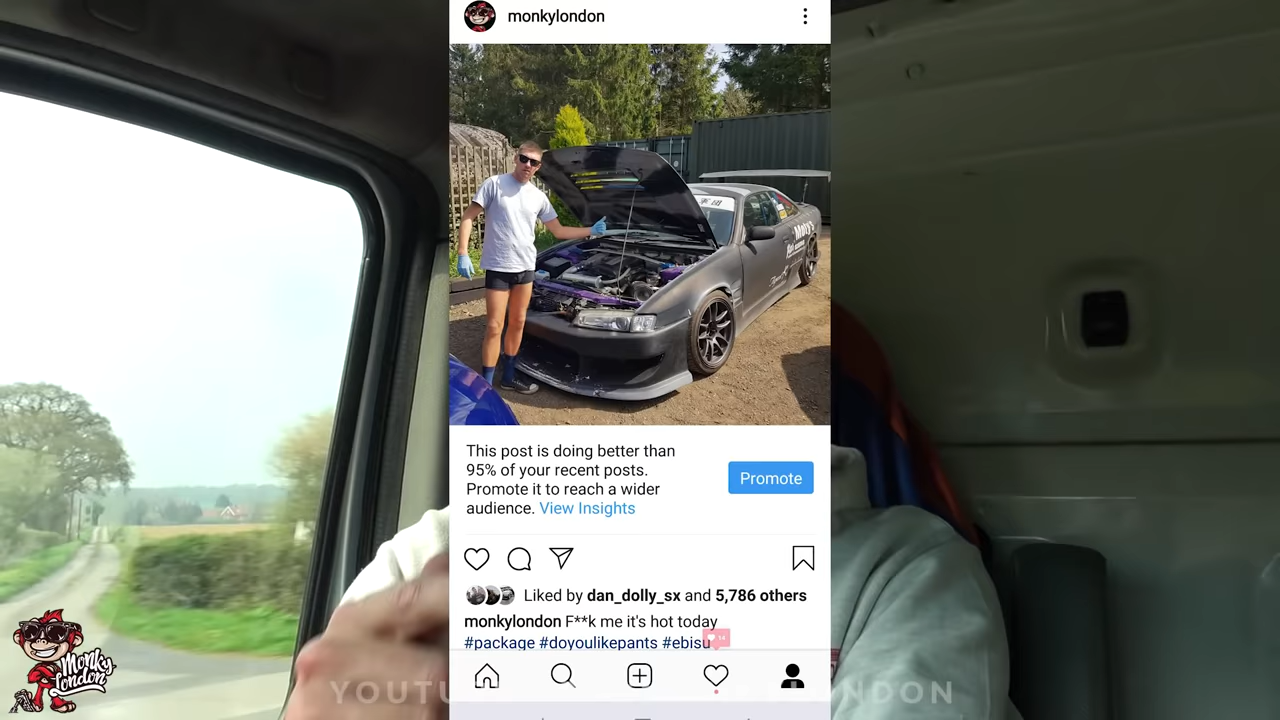 monkylondon
This post is doing better than
95% of your recent posts.
Promote it to reach a wider
audience. View Insights
Promote
Liked by dan_dolly_sx and 5,786 others
monkylondon F**k me it's hot today
#package #doyoulikepants #ebisu
Monky
London